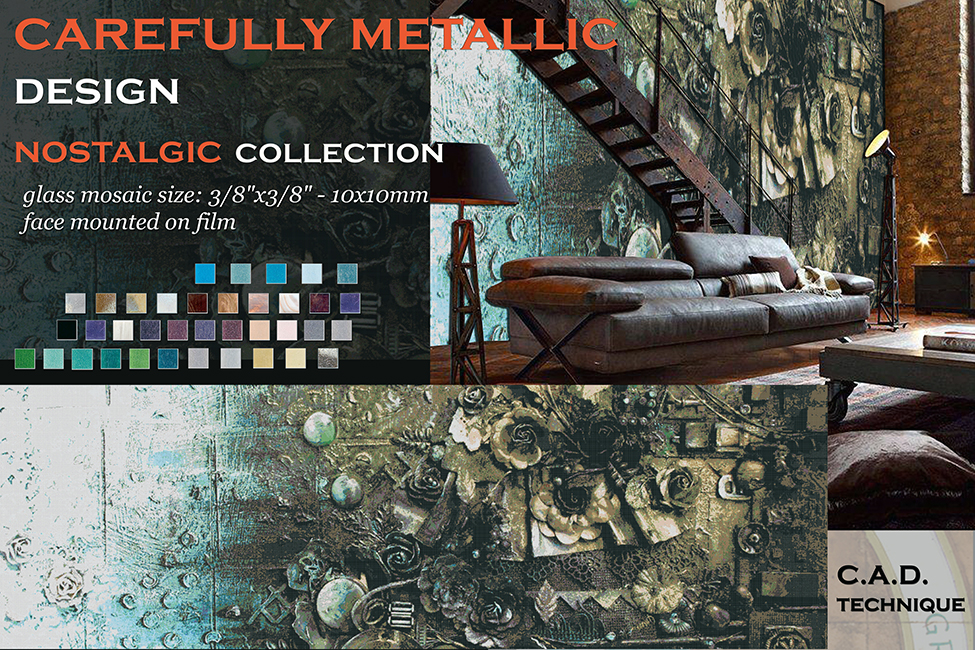 CAREFULLY METALLIC
DESIGN
NOSTALGIC COLLECTION
glass mosaic size: 3/8"x3/8" - 10x10mm
face mounted on film
C.A.D.
TECHNIQUE